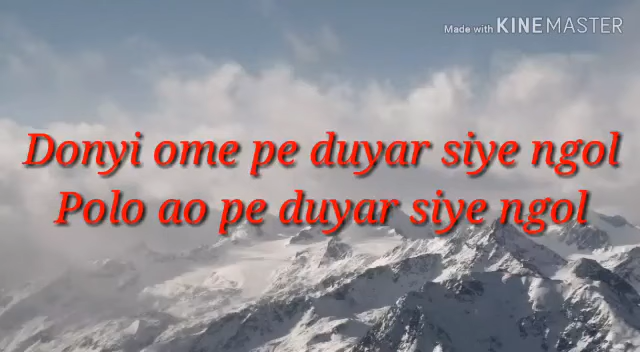 Made with KINEMASTER
Donyi ome pe duyar siye ngol
Polo ao pe duyar siye ngol